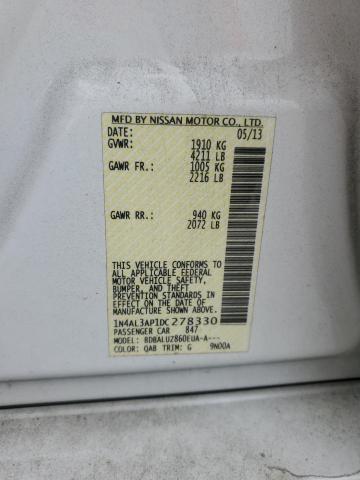 MFD BY NISSAN MOTOR CO., LTD.
DATE: 05/13
GVWR: 1910 KG
4211 LB
GAWR FR.: 1005 KG
2216 LB
GAWR RR.: 940 KG
2072 LB
THIS VEHICLE CONFORMS TO
ALL APPLICABLE FEDERAL
MOTOR VEHICLE SAFETY,
BUMPER, AND THEFT
PREVENTION STANDARDS IN
EFFECT ON THE DATE OF
MANUFACTURE SHOWN ABOVE.
1N4AL3AP1DC278330
PASSENGER CAR 847
MODEL: BDBALUZ860EUA-A---
COLOR: QAB TRIM: G 9N00A